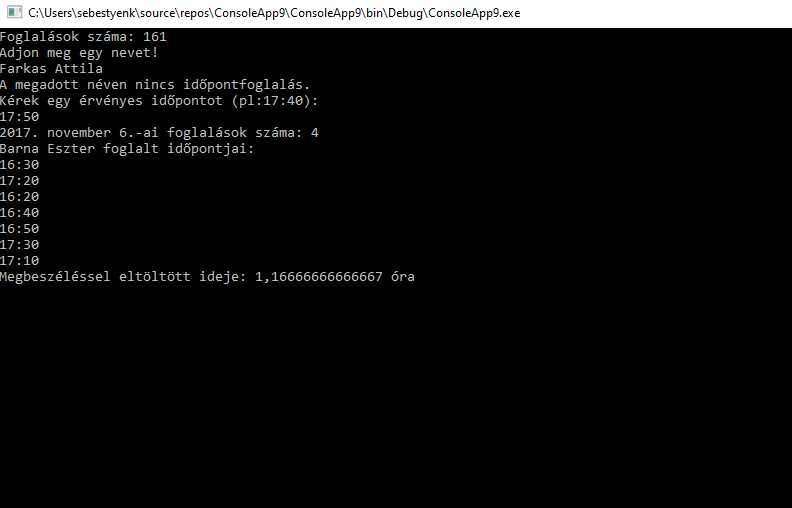 C:\Users\sebestyenk\source\repos\ConsoleApp9\ConsoleApp9\bin\Debug\ConsoleApp9.exe
Foglalások száma: 161
Adjon meg egy nevet!
Farkas Attila
A megadott néven nincs időpontfoglalás.
Kérek egy érvényes időpontot (pl:17:40):
17:50
2017. november 6.-ai foglalások száma: 4
Barna Eszter foglalt időpontjai:
16:30
17:20
16:20
16:40
16:50
17:30
17:10
Megbeszéléssel eltöltött ideje: 1,16666666666667 óra